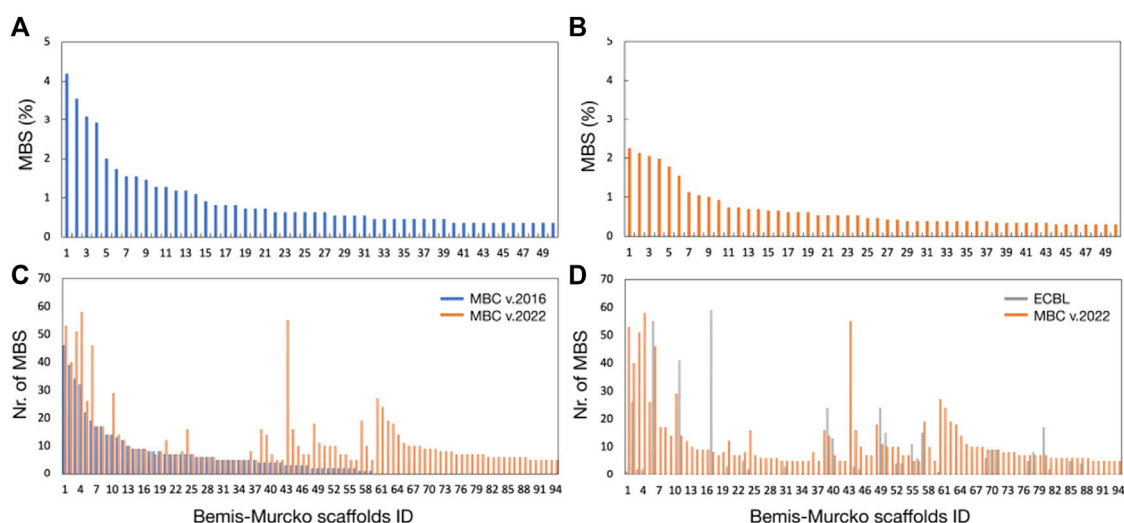 A
5
4
3
2
1
0
MBS (%)
1 3 5 7 9 11 13 15 17 19 21 23 25 27 29 31 33 35 37 39 41 43 45 47 49
B
5
4
3
2
1
0
MBS (%)
1 3 5 7 9 11 13 15 17 19 21 23 25 27 29 31 33 35 37 39 41 43 45 47 49
C
70
60
50
40
30
20
10
0
Nr. of MBS
MBC v.2016
MBC v.2022
1 4 7 10 13 16 19 22 25 28 31 34 37 40 43 46 49 52 55 58 61 64 67 70 73 76 79 82 85 88 91 94
Bemis-Murcko scaffolds ID
D
70
60
50
40
30
20
10
0
Nr. of MBS
ECBL
MBC v.2022
1 4 7 10 13 16 19 22 25 28 31 34 37 40 43 46 49 52 55 58 61 64 67 70 73 76 79 82 85 88 91 94
Bemis-Murcko scaffolds ID